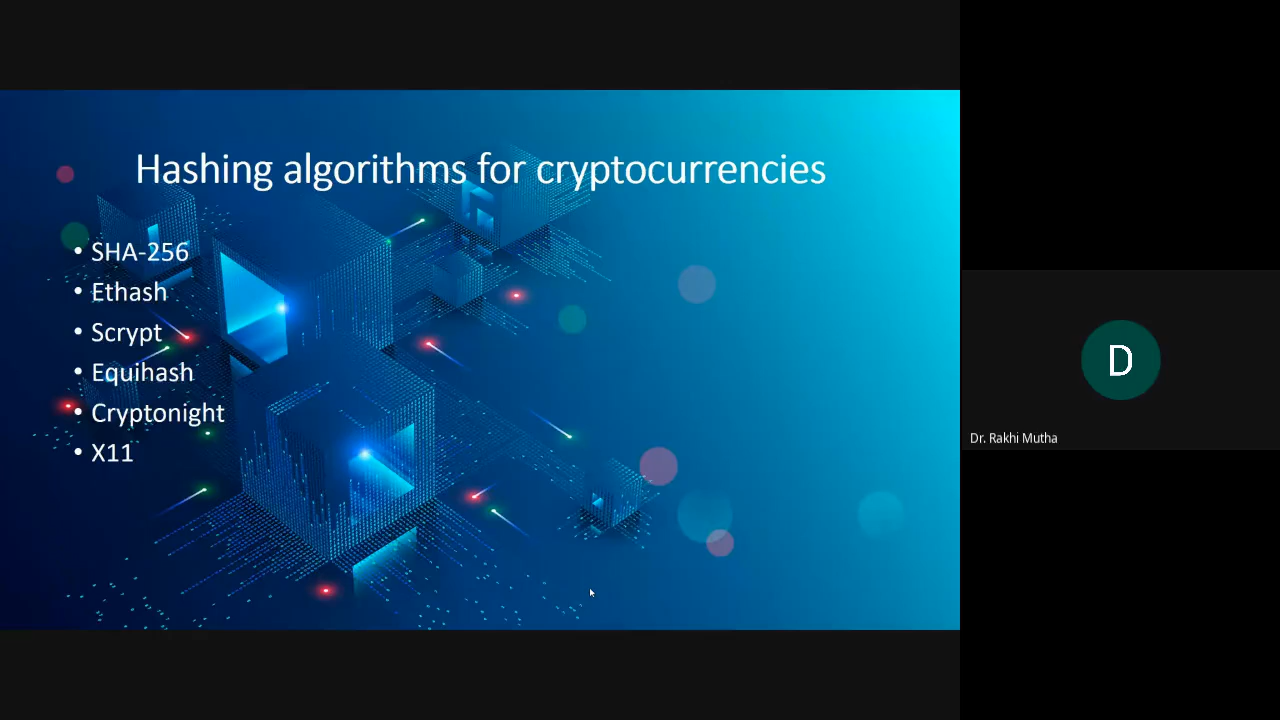 Hashing algorithms for cryptocurrencies
• SHA-256
• Ethash
• Scrypt
• Equihash
• Cryptonight
• X11
D
Dr. Rakhi Mutha